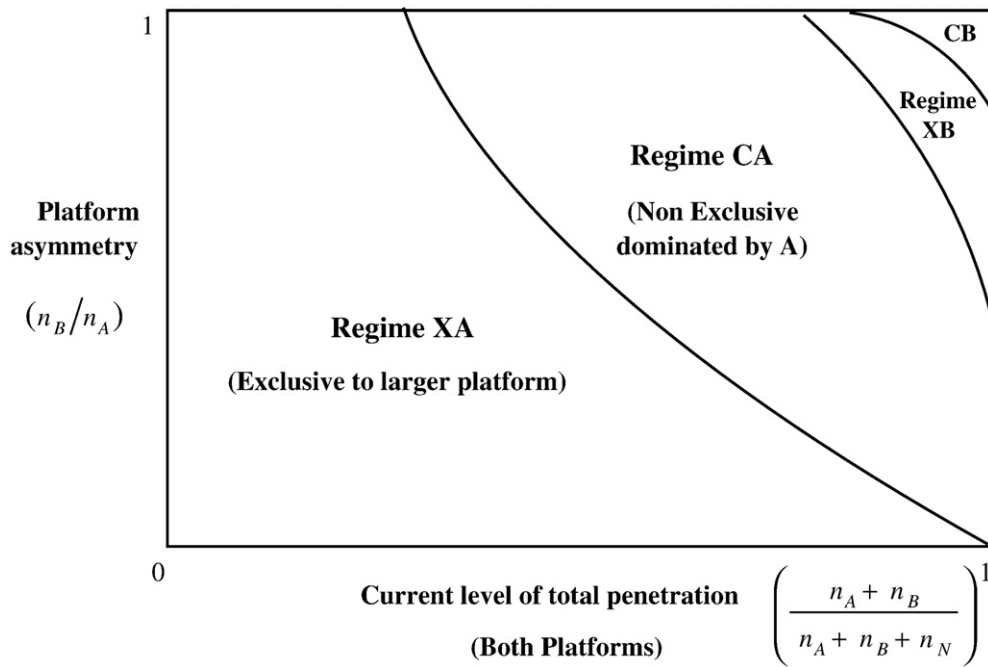 1
CB
Regime
XB
Regime CA
(Non Exclusive
dominated by A)
Platform
asymmetry
(n_B/n_A)
Regime XA
(Exclusive to larger platform)
0
1
Current level of total penetration
(Both Platforms)
(n_A + n_B / n_A + n_B + n_N)